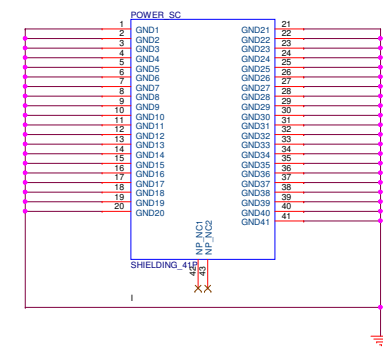 POWER_SC
1 GND1 GND21 21
2 GND2 GND22 22
3 GND3 GND23 23
4 GND4 GND24 24
5 GND5 GND25 25
6 GND6 GND26 26
7 GND7 GND27 27
8 GND8 GND28 28
9 GND9 GND29 29
10 GND10 GND30 30
11 GND11 GND31 31
12 GND12 GND32 32
13 GND13 GND33 33
14 GND14 GND34 34
15 GND15 GND35 35
16 GND16 GND36 36
17 GND17 GND37 37
18 GND18 GND38 38
19 GND19 GND39 39
20 GND20 GND40 40
GND41 41
NP_NC1
NP_NC2
42
43
SHIELDING_41P
I